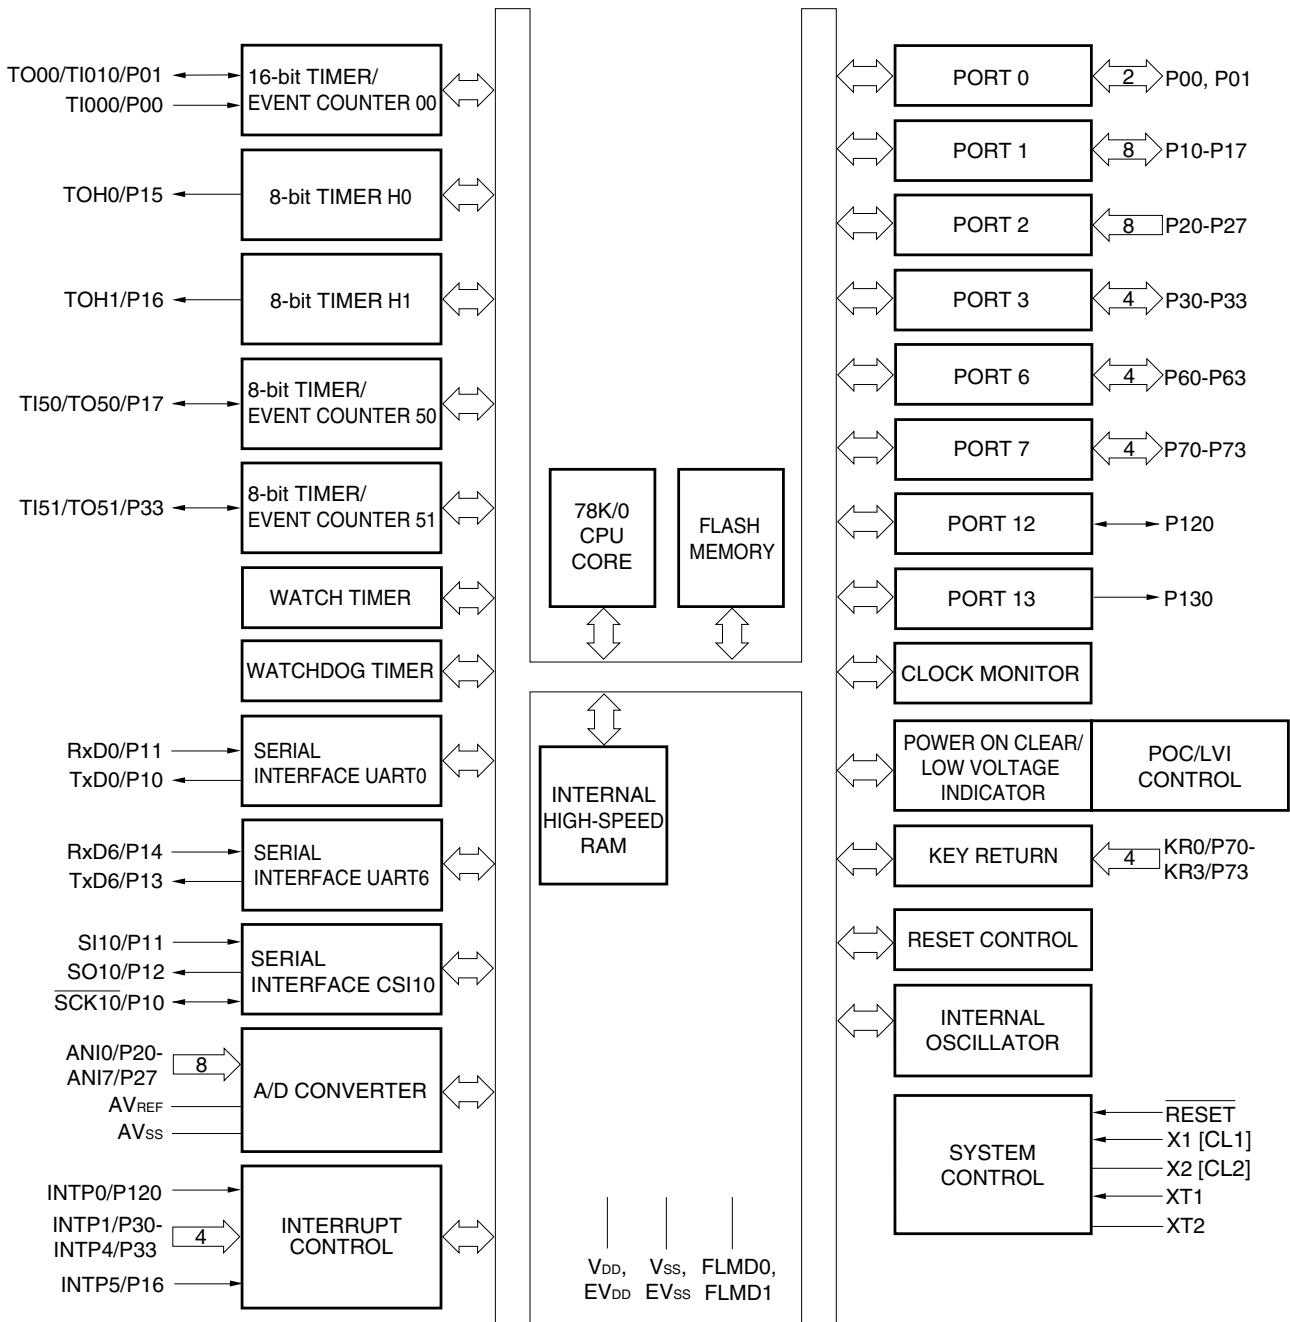 TO00/TI010/P01
TI000/P00
16-bit TIMER/
EVENT COUNTER 00
TOH0/P15
8-bit TIMER H0
TOH1/P16
8-bit TIMER H1
TI50/TO50/P17
8-bit TIMER/
EVENT COUNTER 50
TI51/TO51/P33
8-bit TIMER/
EVENT COUNTER 51
WATCH TIMER
WATCHDOG TIMER
RxD0/P11
TxD0/P10
SERIAL
INTERFACE UART0
RxD6/P14
TxD6/P13
SERIAL
INTERFACE UART6
SI10/P11
SO10/P12
SCK10/P10
SERIAL
INTERFACE CSI10
ANI0/P20-
ANI7/P27
8
AVREF
AVSS
A/D CONVERTER
INTP0/P120
INTP1/P30-
INTP4/P33
4
INTP5/P16
INTERRUPT
CONTROL
78K/0
CPU
CORE
FLASH
MEMORY
INTERNAL
HIGH-SPEED
RAM
VDD,
EVDD
VSS,
EVSS
FLMD0,
FLMD1
PORT 0
2
P00, P01
PORT 1
8
P10-P17
PORT 2
8
P20-P27
PORT 3
4
P30-P33
PORT 6
4
P60-P63
PORT 7
4
P70-P73
PORT 12
P120
PORT 13
P130
CLOCK MONITOR
POWER ON CLEAR/
LOW VOLTAGE
INDICATOR
POC/LVI
CONTROL
KEY RETURN
4
KR0/P70-
KR3/P73
RESET CONTROL
INTERNAL
OSCILLATOR
SYSTEM
CONTROL
RESET
X1 [CL1]
X2 [CL2]
XT1
XT2